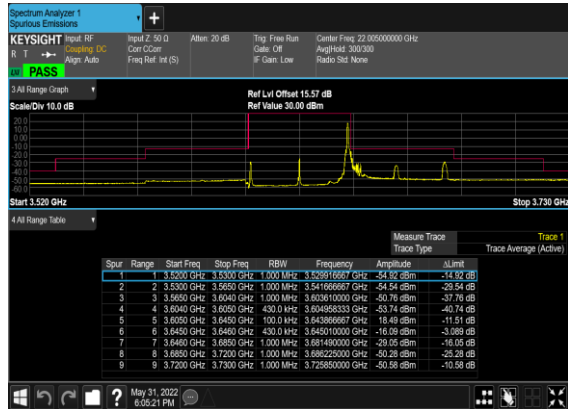 Spectrum Analyzer 1
Spurious Emissions
KEYSIGHT Input: RF Input Z: 50 Ω Atten: 20 dB Trig: Free Run Center Freq: 22.005000000 GHz
R T Coupling: DC Corr CCorr Gate: Off Avg|Hold: 300/300
Align: Auto Freq Ref: Int (S) IF Gain: Low Radio Std: None
PASS
3 All Range Graph
Ref Lvl Offset 15.57 dB
Scale/Div 10.0 dB Ref Value 30.00 dBm
20.0
10.0
0.00
-10.0
-20.0
-30.0
-40.0
-50.0
-60.0
Start 3.520 GHz Stop 3.730 GHz
4 All Range Table
Measure Trace Trace 1
Trace Type Trace Average (Active)
Spur Range Start Freq Stop Freq RBW Frequency Amplitude ΔLimit
1 1 3.5200 GHz 3.5300 GHz 1.000 MHz 3.529916667 GHz -54.92 dBm -14.92 dB
2 2 3.5300 GHz 3.5650 GHz 1.000 MHz 3.541666667 GHz -54.54 dBm -29.54 dB
3 3 3.5650 GHz 3.6040 GHz 1.000 MHz 3.603610000 GHz -50.76 dBm -37.76 dB
4 4 3.6040 GHz 3.6050 GHz 430.0 kHz 3.604958333 GHz -53.74 dBm -40.74 dB
5 5 3.6050 GHz 3.6450 GHz 100.0 kHz 3.643866667 GHz 18.49 dBm -11.51 dB
6 6 3.6450 GHz 3.6460 GHz 430.0 kHz 3.645010000 GHz -16.09 dBm -3.089 dB
7 7 3.6460 GHz 3.6850 GHz 1.000 MHz 3.681490000 GHz -29.05 dBm -16.05 dB
8 8 3.6850 GHz 3.7200 GHz 1.000 MHz 3.686225000 GHz -50.28 dBm -25.28 dB
9 9 3.7200 GHz 3.7300 GHz 1.000 MHz 3.725850000 GHz -50.58 dBm -10.58 dB
May 31, 2022
6:05:21 PM